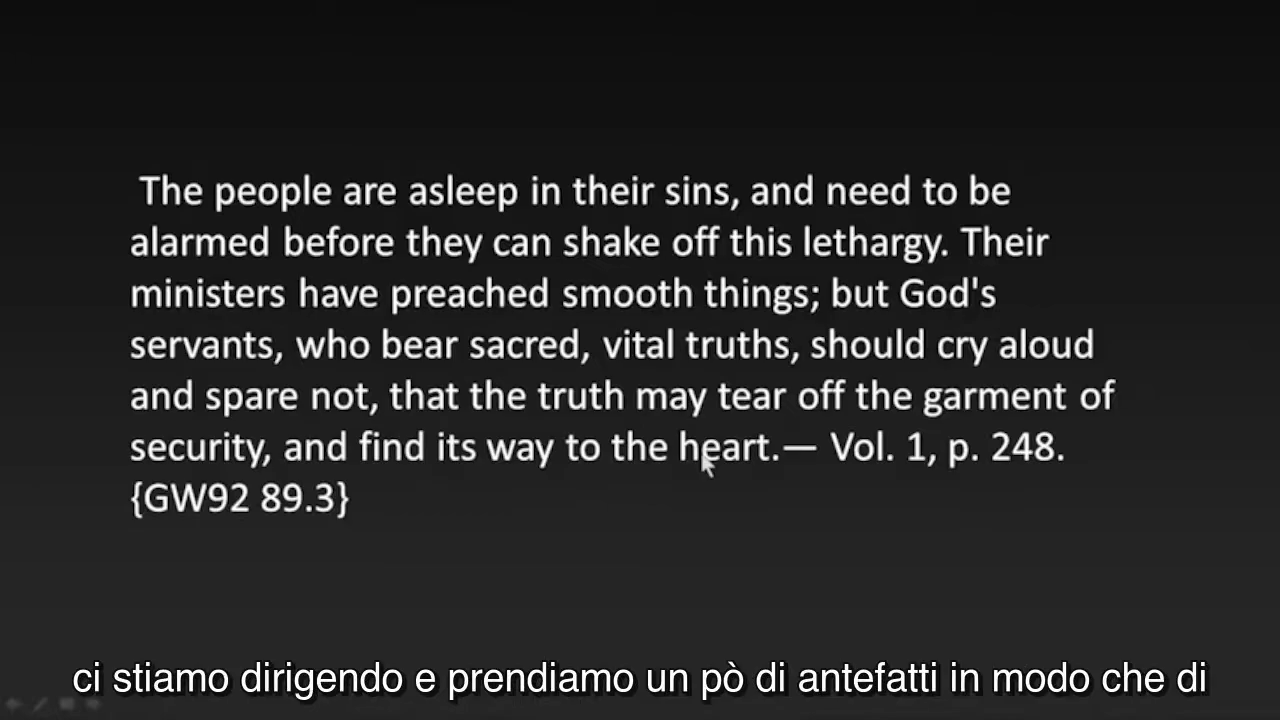 The people are asleep in their sins, and need to be
alarmed before they can shake off this lethargy. Their
ministers have preached smooth things; but God's
servants, who bear sacred, vital truths, should cry aloud
and spare not, that the truth may tear off the garment of
security, and find its way to the heart.— Vol. 1, p. 248.
{GW92 89.3}
ci stiamo dirigendo e prendiamo un pò di antefatti in modo che di